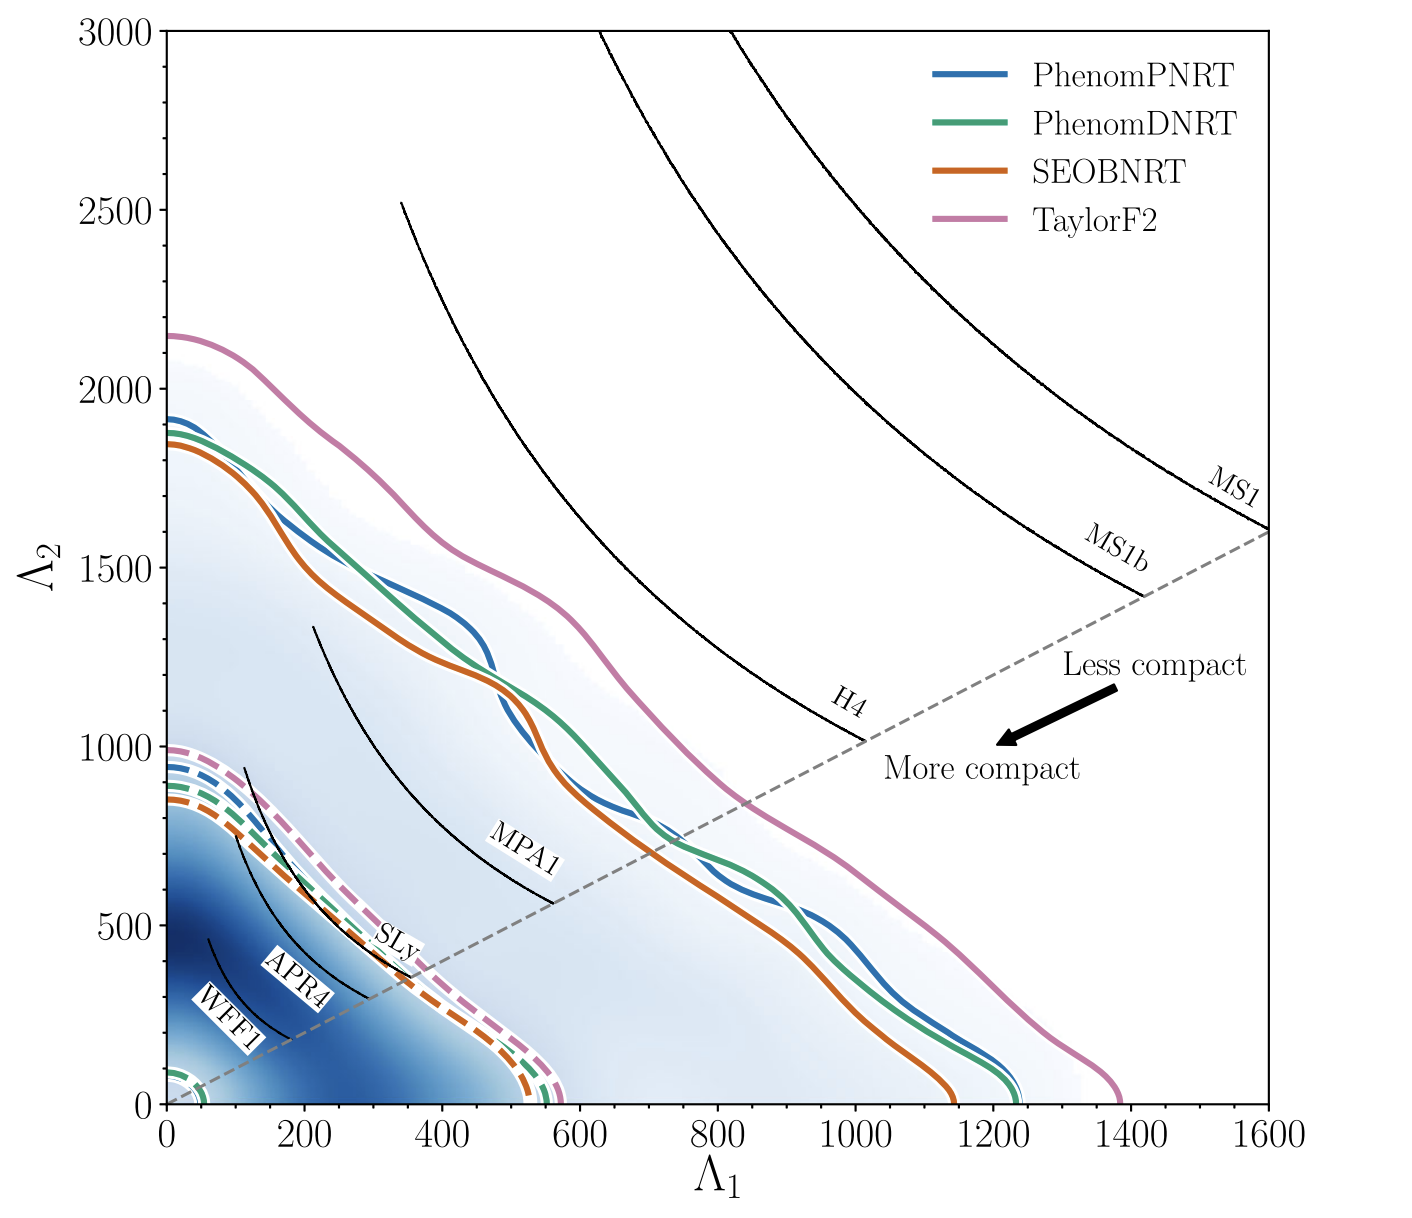 3000
2500
2000
1500
1000
500
0
Λ2
PhenomPNRT
PhenomDNRT
SEOBNRT
TaylorF2
MS1
MS1b
Less compact
H4
More compact
MPA1
SLy
APR4
WFF1
0 200 400 600 800 1000 1200 1400 1600
Λ1